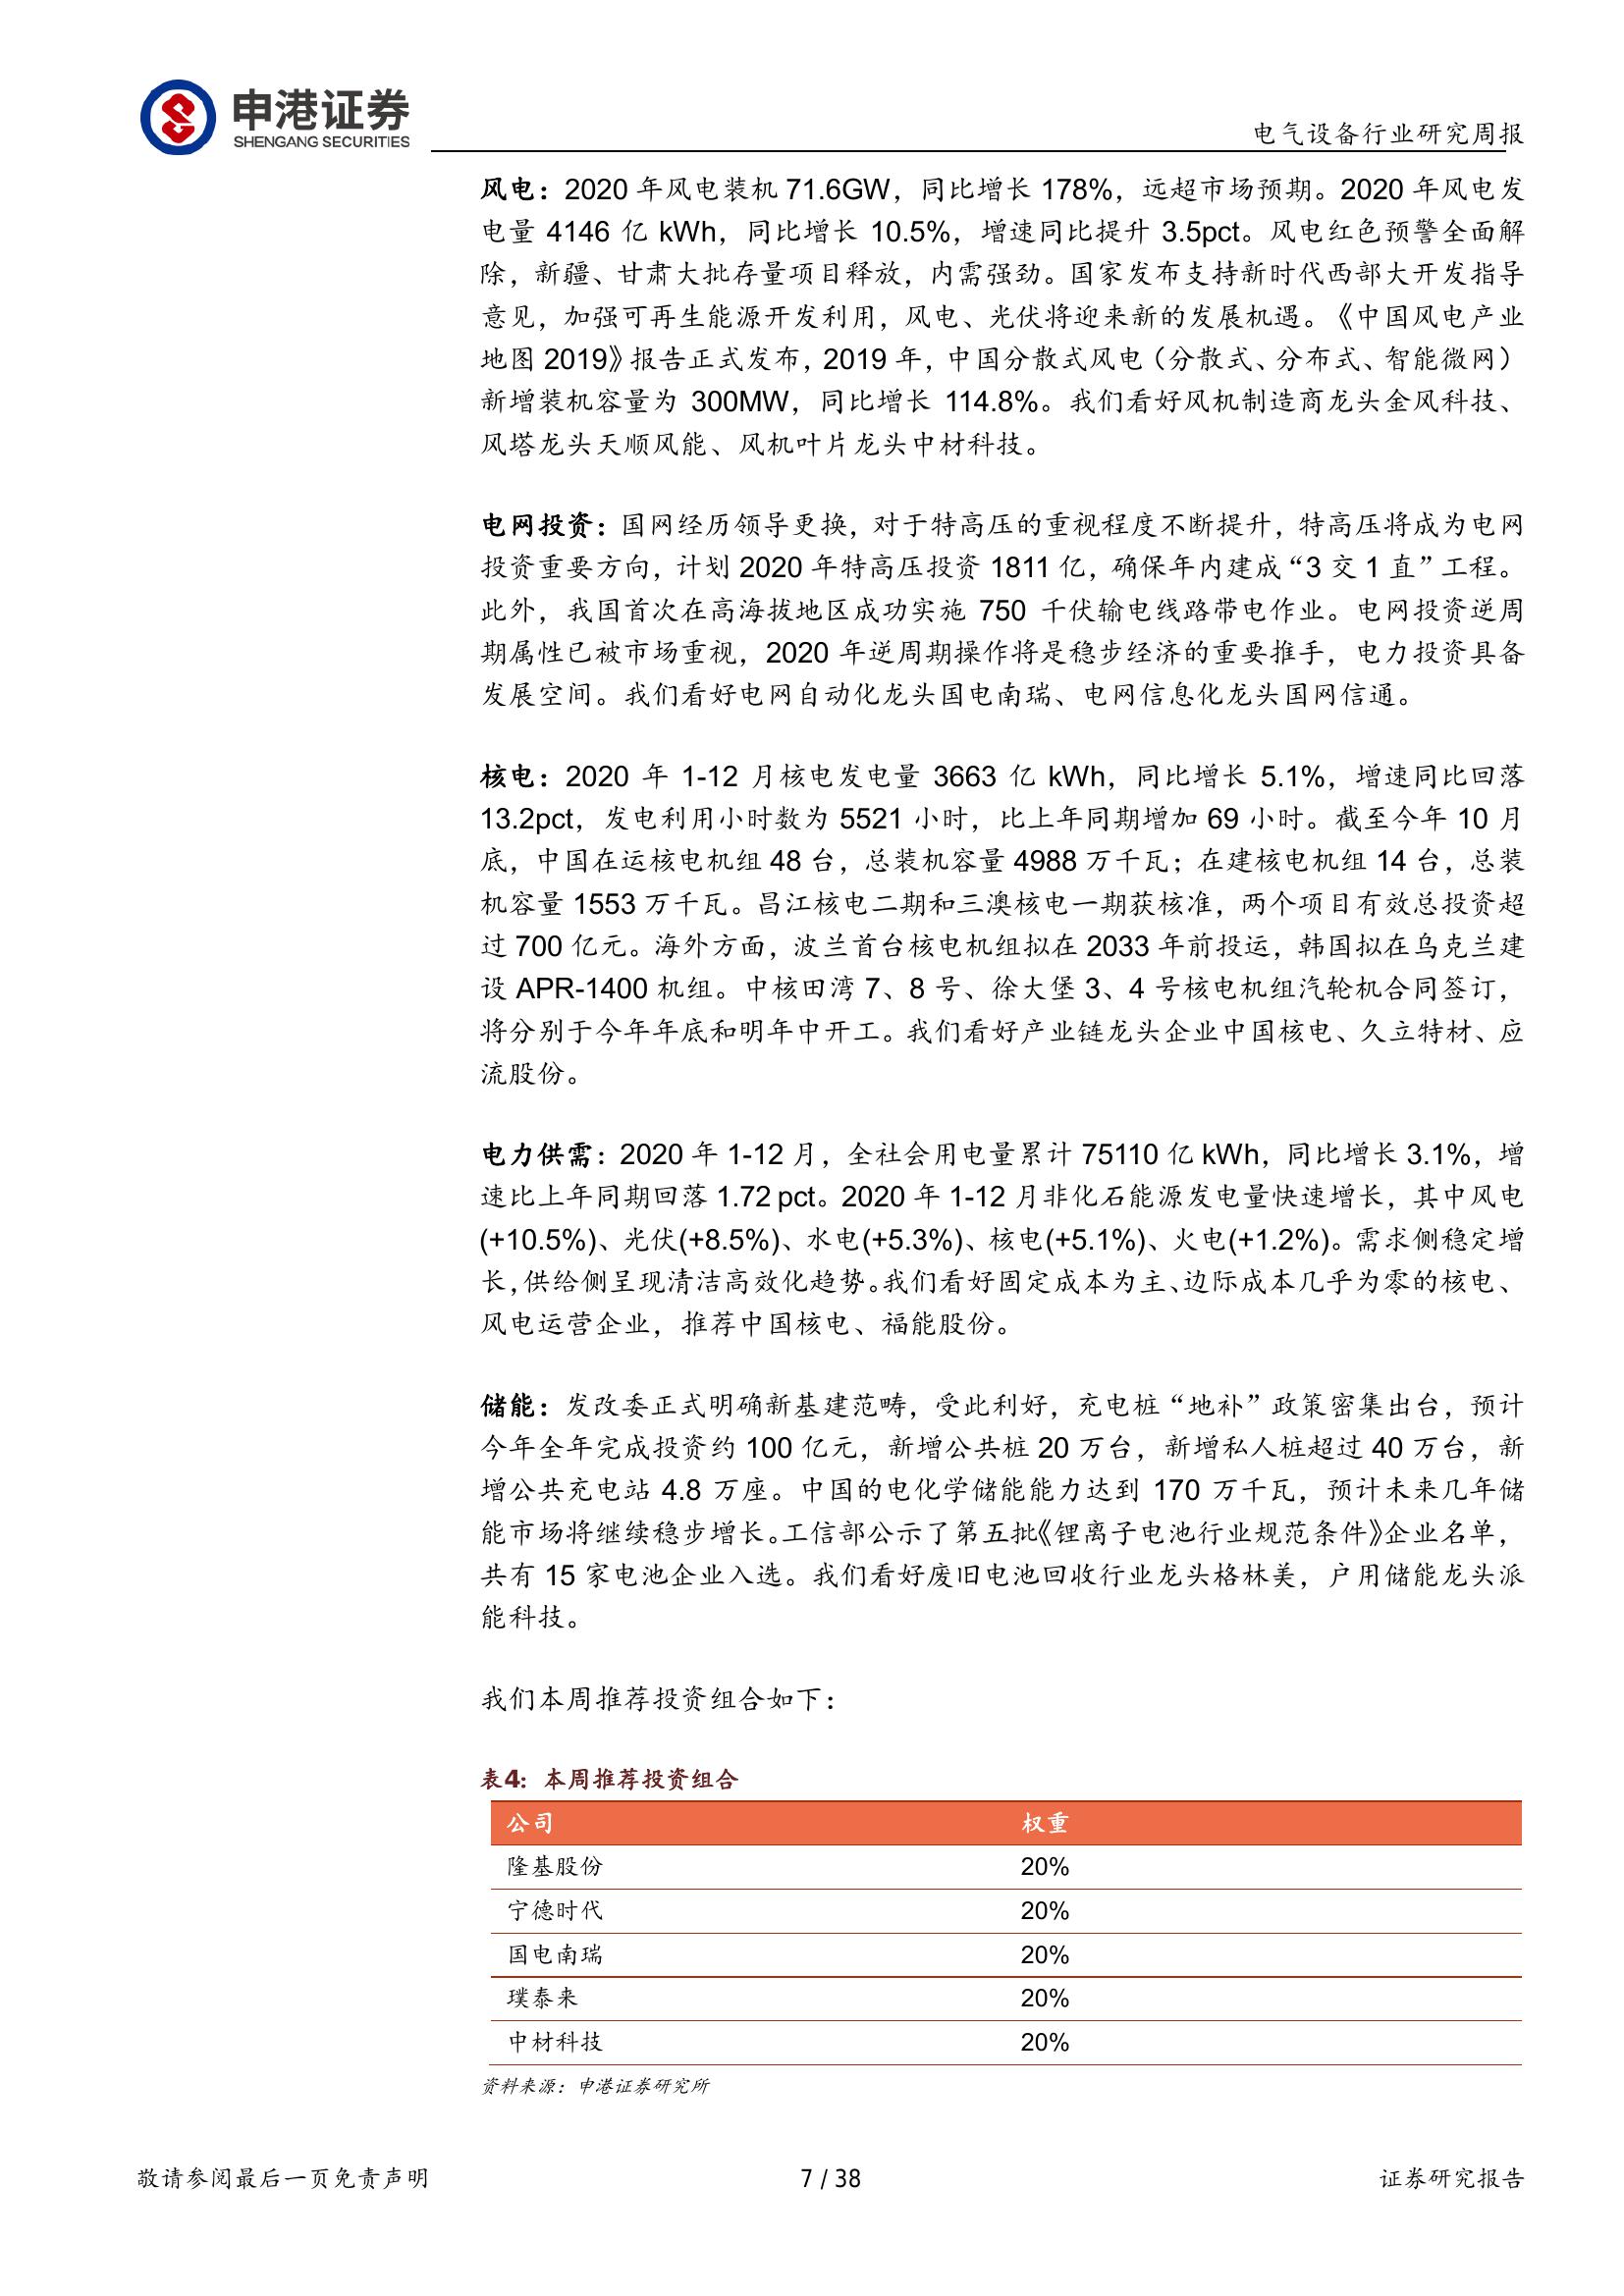 申港证券
SHENGANG SECURITIES
电气设备行业研究周报
风电：2020 年风电装机 71.6GW，同比增长 178%，远超市场预期。2020 年风电发
电量 4146 亿 kWh，同比增长 10.5%，增速同比提升 3.5pct。风电红色预警全面解
除，新疆、甘肃大批存量项目释放，内需强劲。国家发布支持新时代西部大开发指导
意见，加强可再生能源开发利用，风电、光伏将迎来新的发展机遇。《中国风电产业
地图 2019》报告正式发布，2019 年，中国分散式风电（分散式、分布式、智能微网）
新增装机容量为 300MW，同比增长 114.8%。我们看好风机制造商龙头金风科技、
风塔龙头天顺风能、风机叶片龙头中材科技。
电网投资：国网经历领导更换，对于特高压的重视程度不断提升，特高压将成为电网
投资重要方向，计划 2020 年特高压投资 1811 亿，确保年内建成“3 交 1 直”工程。
此外，我国首次在高海拔地区成功实施 750 千伏输电线路带电作业。电网投资逆周
期属性已被市场重视，2020 年逆周期操作将是稳步经济的重要推手，电力投资具备
发展空间。我们看好电网自动化龙头国电南瑞、电网信息化龙头国网信通。
核电：2020 年 1-12 月核电发电量 3663 亿 kWh，同比增长 5.1%，增速同比回落
13.2pct，发电利用小时数为 5521 小时，比上年同期增加 69 小时。截至今年 10 月
底，中国在运核电机组 48 台，总装机容量 4988 万千瓦；在建核电机组 14 台，总装
机容量 1553 万千瓦。昌江核电二期和三澳核电一期获核准，两个项目有效总投资超
过 700 亿元。海外方面，波兰首台核电机组拟在 2033 年前投运，韩国拟在乌克兰建
设 APR-1400 机组。中核田湾 7、8 号、徐大堡 3、4 号核电机组汽轮机合同签订，
将分别于今年年底和明年中开工。我们看好产业链龙头企业中国核电、久立特材、应
流股份。
电力供需：2020 年 1-12 月，全社会用电量累计 75110 亿 kWh，同比增长 3.1%，增
速比上年同期回落 1.72 pct。2020 年 1-12 月非化石能源发电量快速增长，其中风电
(+10.5%)、光伏(+8.5%)、水电(+5.3%)、核电(+5.1%)、火电(+1.2%)。需求侧稳定增
长，供给侧呈现清洁高效化趋势。我们看好固定成本为主、边际成本几乎为零的核电、
风电运营企业，推荐中国核电、福能股份。
储能：发改委正式明确新基建范畴，受此利好，充电桩“地补”政策密集出台，预计
今年全年完成投资约 100 亿元，新增公共桩 20 万台，新增私人桩超过 40 万台，新
增公共充电站 4.8 万座。中国的电化学储能能力达到 170 万千瓦，预计未来几年储
能市场将继续稳步增长。工信部公示了第五批《锂离子电池行业规范条件》企业名单，
共有 15 家电池企业入选。我们看好废旧电池回收行业龙头格林美，户用储能龙头派
能科技。
我们本周推荐投资组合如下：
表4：本周推荐投资组合
公司 权重
隆基股份 20%
宁德时代 20%
国电南瑞 20%
璞泰来 20%
中材科技 20%
资料来源：申港证券研究所
敬请参阅最后一页免责声明 7 / 38 证券研究报告